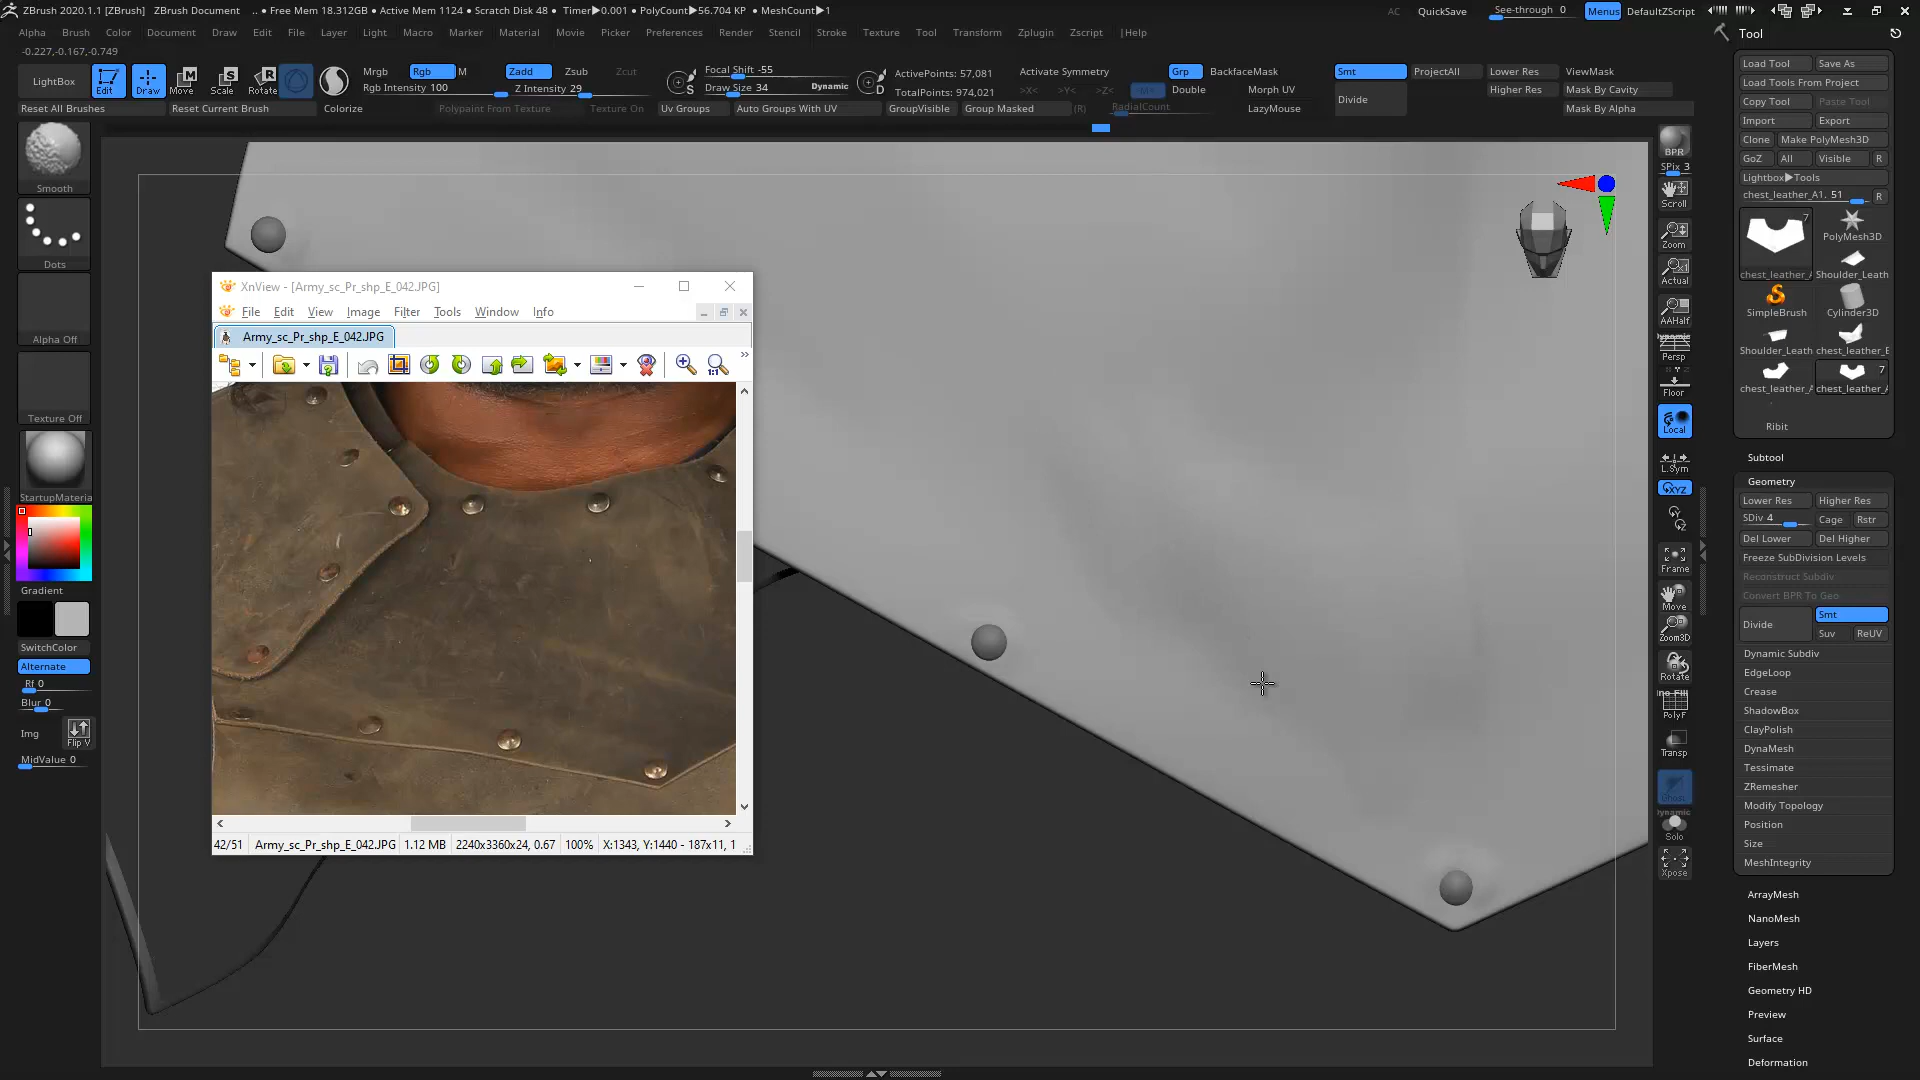 ZBrush 2020.1.1 [ZBrush] ZBrush Document .. ● Free Mem 18.312GB ● Active Mem 1124 ● Scratch Disk 48 ● Timer▶0.001 ● PolyCount▶56.704 KP ● MeshCount▶1 AC QuickSave See-through 0 Menus DefaultZScript
Alpha Brush Color Document Draw Edit File Layer Light Macro Marker Material Movie Picker Preferences Render Stencil Stroke Texture Tool Transform Zplugin Zscript Help Tool
-0.227,-0.167,-0.749
LightBox Edit Draw Move Scale Rotate
Mrgb Rgb M Zadd Zsub Zcut
Rgb Intensity 100 Z Intensity 29
Focal Shift -55
Draw Size 34 Dynamic
ActivePoints: 57,081
TotalPoints: 974,021
Activate Symmetry
>X< >Y< >Z< >M<
Grp BackfaceMask
Double Morph UV
Smt ProjectAll Lower Res ViewMask
Divide Higher Res Mask By Cavity
Reset All Brushes Reset Current Brush Colorize Polypaint From Texture Texture On Uv Groups Auto Groups With UV GroupVisible Group Masked (R) RadialCount LazyMouse Mask By Alpha
Load Tool Save As
Load Tools From Project
Copy Tool Paste Tool
Import Export
Clone Make PolyMesh3D
GoZ All Visible R
Lightbox▶Tools
chest_leather_A1. 51 R
7
PolyMesh3D
chest_leather_A Shoulder_Leath
SimpleBrush Cylinder3D
Shoulder_Leath chest_leather_E
7
chest_leather_A chest_leather_A
Ribit
Subtool
Geometry
Lower Res Higher Res
SDiv 4 Cage Rstr
Del Lower Del Higher
Freeze SubDivision Levels
Reconstruct Subdiv
Convert BPR To Geo
Divide Smt
Suv ReUV
Dynamic Subdiv
EdgeLoop
Crease
ShadowBox
ClayPolish
DynaMesh
Tessimate
ZRemesher
Modify Topology
Position
Size
MeshIntegrity
ArrayMesh
NanoMesh
Layers
FiberMesh
Geometry HD
Preview
Surface
Deformation
Smooth
Dots
Alpha Off
Texture Off
StartupMateria
Gradient
SwitchColor
Alternate
Rf 0
Blur 0
Img Flip V
MidValue 0
BPR
SPix 3
Scroll
Zoom
Actual
AAHalf
Dynamic
Persp
Floor
Local
L.Sym
XYZ
Frame
Move
Zoom3D
Rotate
Line Fill
PolyF
Transp
Ghost
Dynamic
Solo
Xpose
XnView - [Army_sc_Pr_shp_E_042.JPG]
File Edit View Image Filter Tools Window Info
Army_sc_Pr_shp_E_042.JPG
42/51 Army_sc_Pr_shp_E_042.JPG 1.12 MB 2240x3360x24, 0.67 100% X:1343, Y:1440 - 187x11, 1